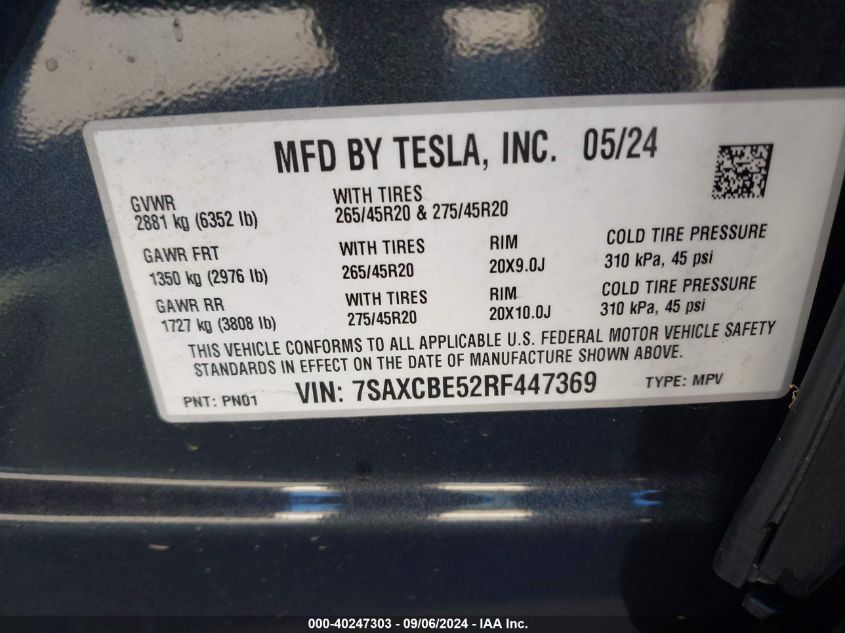 MFD BY TESLA, INC. 05/24
GVWR
2881 kg (6352 lb)
WITH TIRES
265/45R20 & 275/45R20
GAWR FRT
1350 kg (2976 lb)
WITH TIRES
265/45R20
RIM
20X9.0J
COLD TIRE PRESSURE
310 kPa, 45 psi
GAWR RR
1727 kg (3808 lb)
WITH TIRES
275/45R20
RIM
20X10.0J
COLD TIRE PRESSURE
310 kPa, 45 psi
THIS VEHICLE CONFORMS TO ALL APPLICABLE U.S. FEDERAL MOTOR VEHICLE SAFETY
STANDARDS IN EFFECT ON THE DATE OF MANUFACTURE SHOWN ABOVE.
PNT: PN01 VIN: 7SAXCBE52RF447369 TYPE: MPV
000-40247303 - 09/06/2024 - IAA Inc.